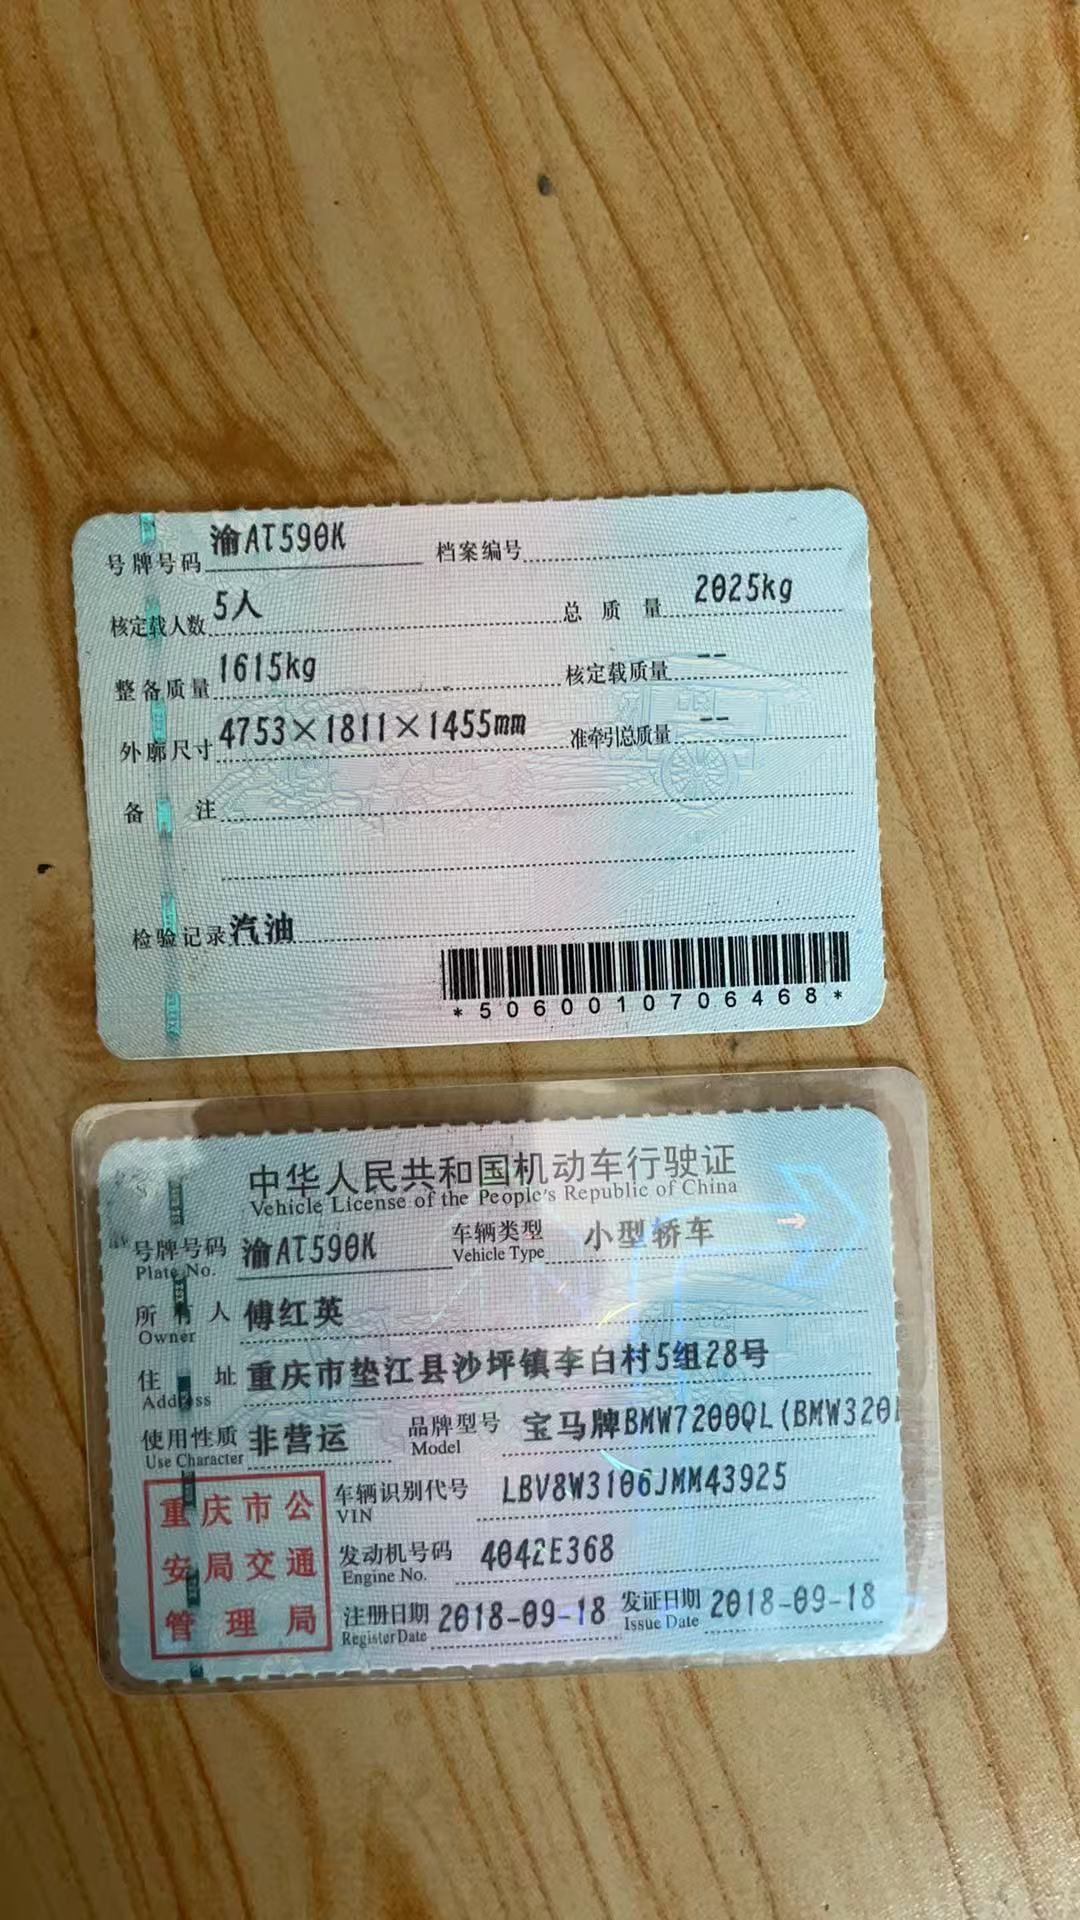 号牌号码 渝AT590K 档案编号
核定载人数 5人 总质量 2025kg
整备质量 1615kg 核定载质量 --
外廓尺寸 4753×1811×1455mm 准牵引总质量 --
备注
检验记录 汽油
*5060010706468*
中华人民共和国机动车行驶证
Vehicle License of the People's Republic of China
号牌号码 渝AT590K 车辆类型 小型轿车
Plate No. Vehicle Type
所有人 傅红英
Owner
住址 重庆市垫江县沙坪镇李白村5组28号
Address
使用性质 非营运 品牌型号 宝马牌BMW7200QL(BMW320
Use Character Model
重庆市公安局交通管理局
车辆识别代号 LBV8W3106JMM43925
VIN
发动机号码 4042E368
Engine No.
注册日期 2018-09-18 发证日期 2018-09-18
Register Date Issue Date